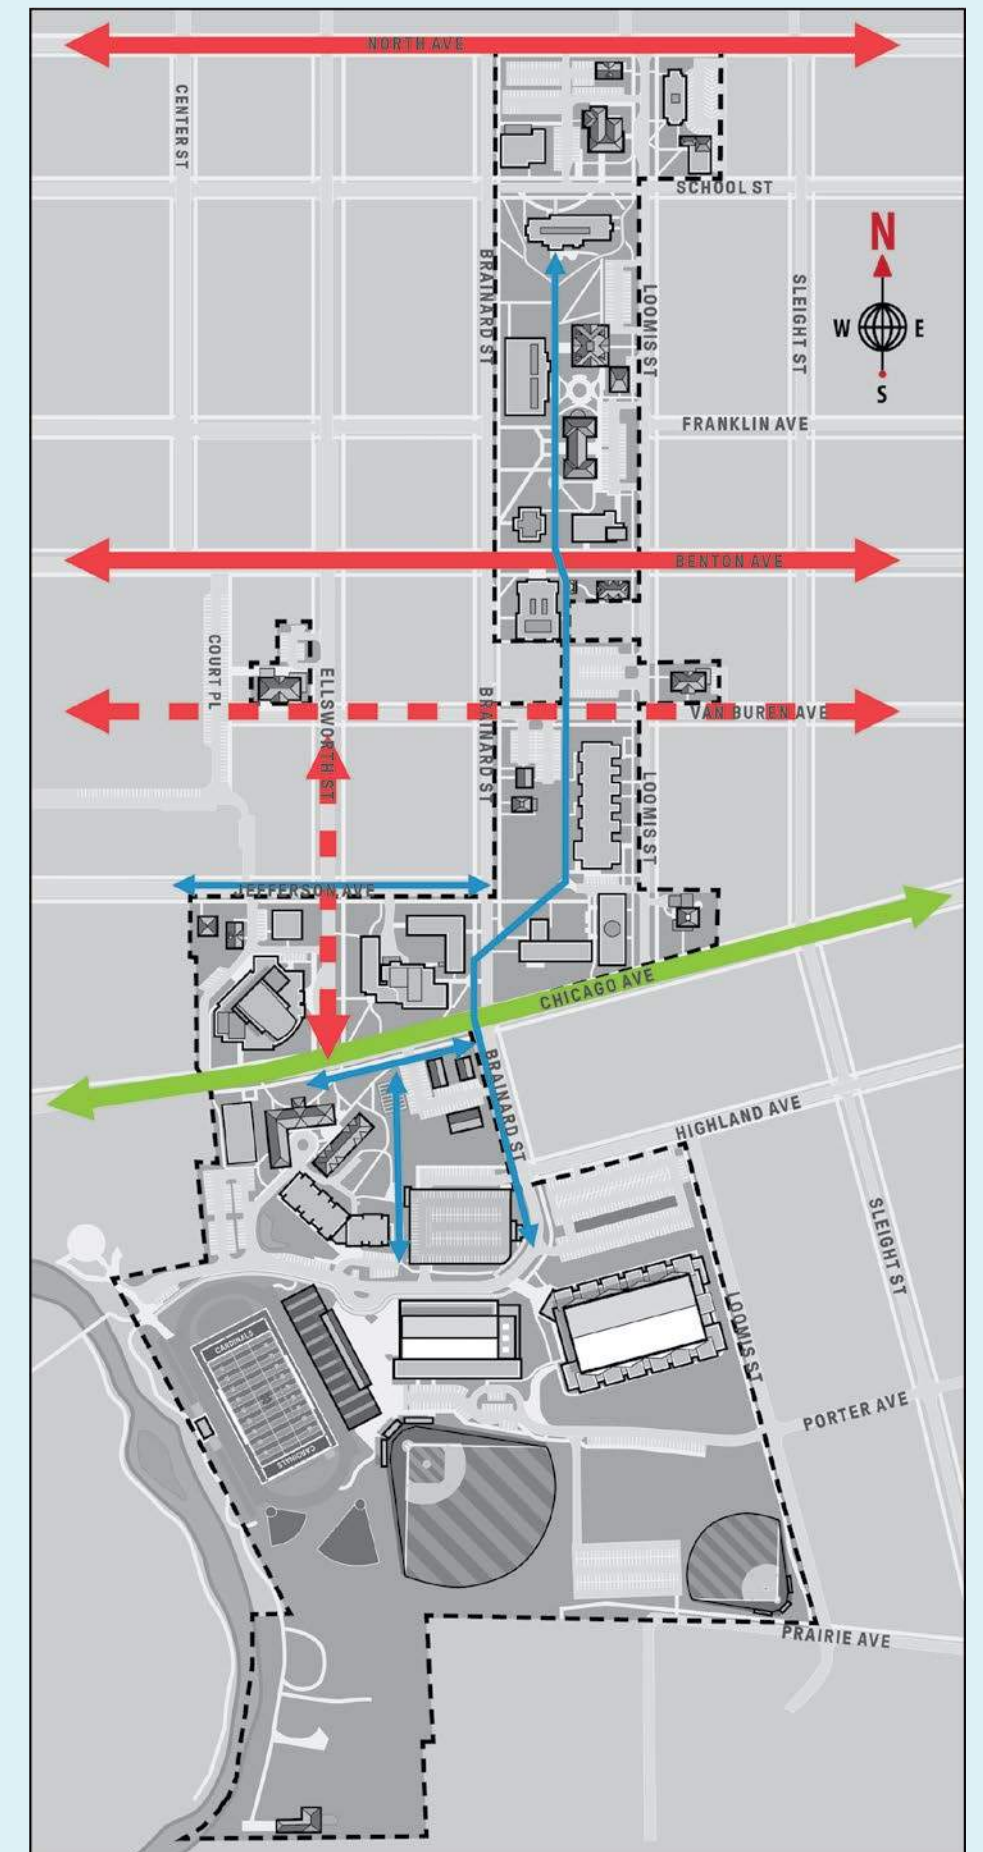 NORTH AVE
CENTER ST
SCHOOL ST
N
W E
S
BRAINARD ST
LOOMIS ST
SLEIGHT ST
FRANKLIN AVE
BENTON AVE
COURT PL
ELLSWORTH ST
BRAINARD ST
VAN BUREN AVE
LOOMIS ST
JEFFERSON AVE
CHICAGO AVE
BRAINARD ST
HIGHLAND AVE
SLEIGHT ST
LOOMIS ST
CARDINALS
CARDINALS
PORTER AVE
PRAIRIE AVE